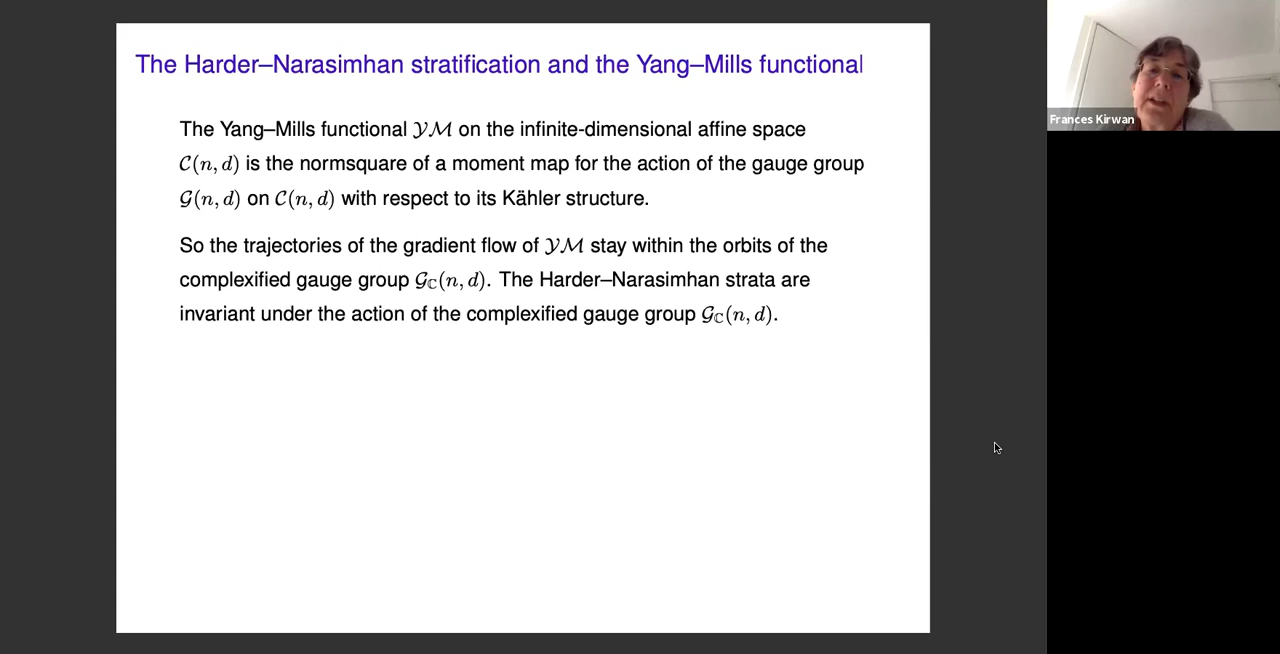 The Harder–Narasimhan stratification and the Yang–Mills functional
The Yang–Mills functional 𝒴ℳ on the infinite-dimensional affine space
𝒞(n, d) is the normsquare of a moment map for the action of the gauge group
𝒢(n, d) on 𝒞(n, d) with respect to its Kähler structure.
So the trajectories of the gradient flow of 𝒴ℳ stay within the orbits of the
complexified gauge group 𝒢ℂ(n, d). The Harder–Narasimhan strata are
invariant under the action of the complexified gauge group 𝒢ℂ(n, d).
Frances Kirwan